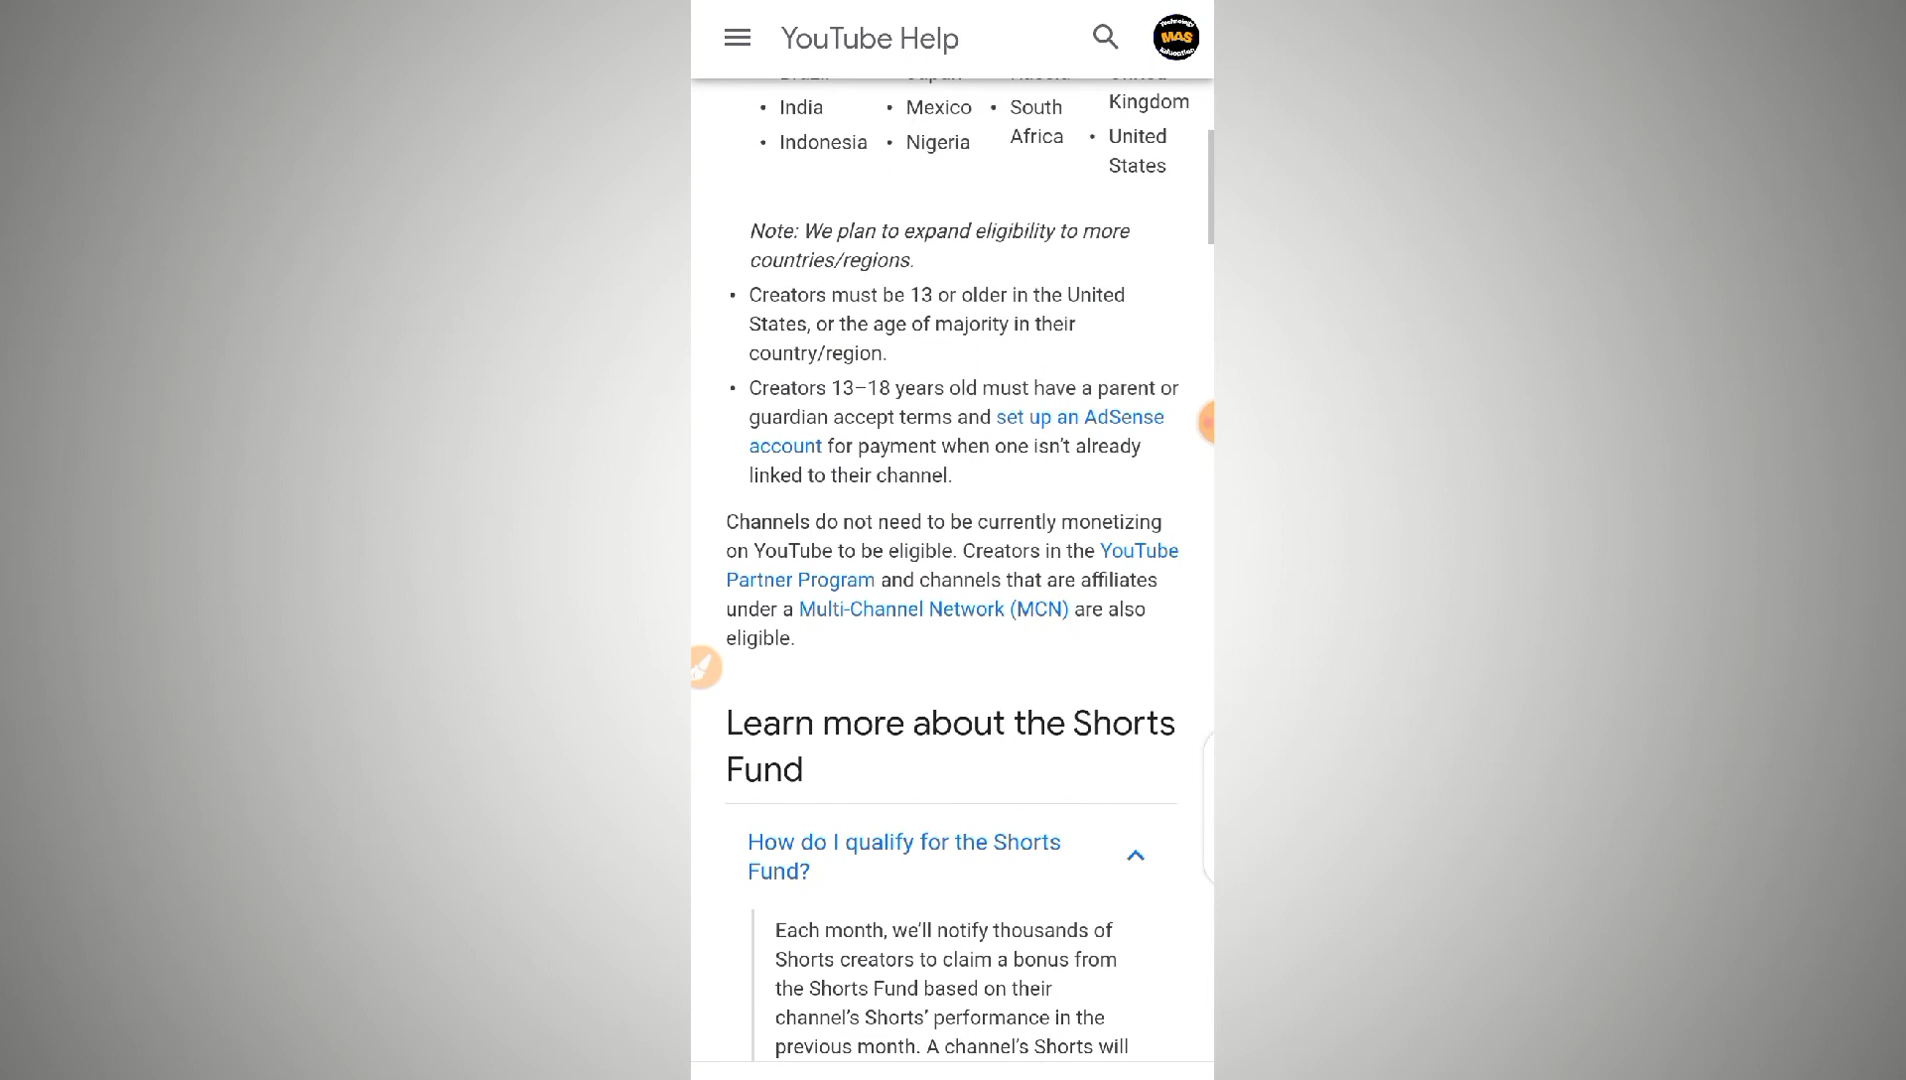 YouTube Help
Technology
MAS
Education
Brazil Japan Russia United
Kingdom
• India • Mexico • South
Africa
• Indonesia • Nigeria • United
States
Note: We plan to expand eligibility to more
countries/regions.
• Creators must be 13 or older in the United
States, or the age of majority in their
country/region.
• Creators 13–18 years old must have a parent or
guardian accept terms and set up an AdSense
account for payment when one isn't already
linked to their channel.
Channels do not need to be currently monetizing
on YouTube to be eligible. Creators in the YouTube
Partner Program and channels that are affiliates
under a Multi-Channel Network (MCN) are also
eligible.
Learn more about the Shorts
Fund
How do I qualify for the Shorts
Fund?
Each month, we'll notify thousands of
Shorts creators to claim a bonus from
the Shorts Fund based on their
channel's Shorts' performance in the
previous month. A channel's Shorts will